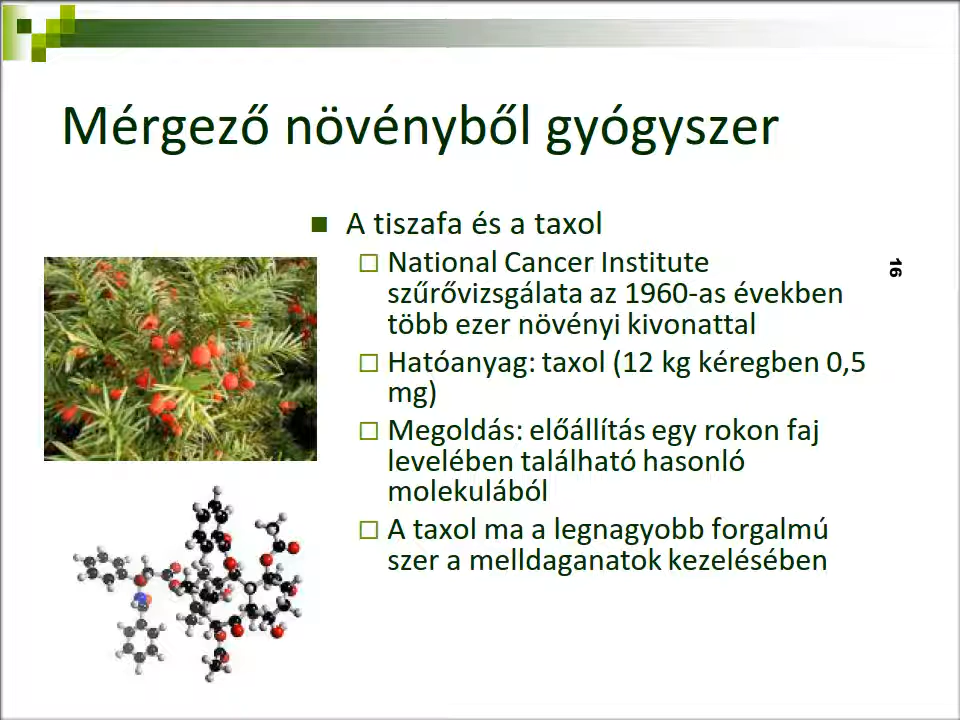 Mérgező növényből gyógyszer
A tiszafa és a taxol
National Cancer Institute
szűrővizsgálata az 1960-as években
több ezer növényi kivonattal
Hatóanyag: taxol (12 kg kéregben 0,5
mg)
Megoldás: előállítás egy rokon faj
levelében található hasonló
molekulából
A taxol ma a legnagyobb forgalmú
szer a melldaganatok kezelésében
16